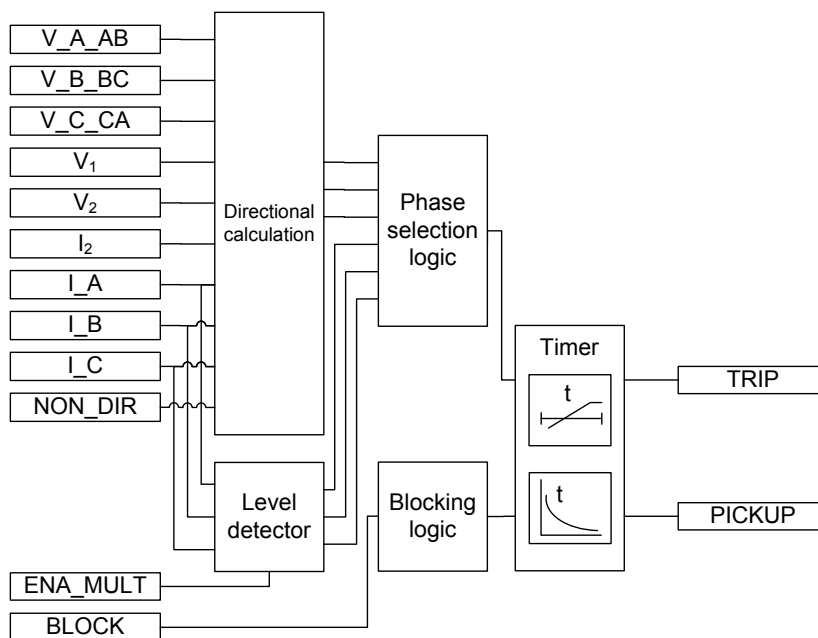 V_A_AB
V_B_BC
V_C_CA
V₁
V₂
I₂
I_A
I_B
I_C
NON_DIR
ENA_MULT
BLOCK
Directional
calculation
Level
detector
Phase
selection
logic
Blocking
logic
Timer
t
t
TRIP
PICKUP